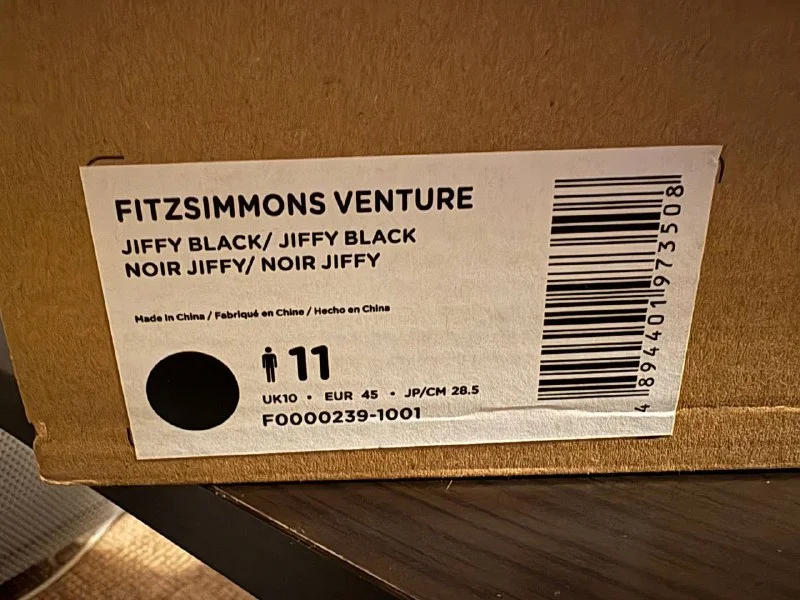 FITZSIMMONS VENTURE
JIFFY BLACK/ JIFFY BLACK
NOIR JIFFY/ NOIR JIFFY
Made in China / Fabriqué en Chine / Hecho en China
11
UK10 • EUR 45 • JP/CM 28.5
F0000239-1001
4 894401 973508